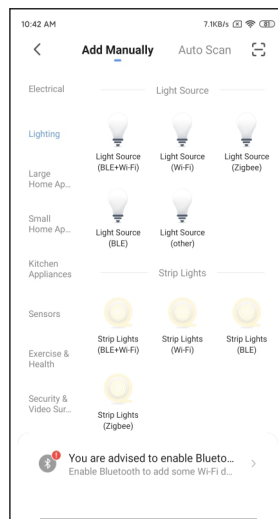 10:42 AM
7.1KB/s
81
Add Manually
Auto Scan
Electrical
Lighting
Large
Home Ap...
Small
Home Ap...
Kitchen
Appliances
Sensors
Exercise &
Health
Security &
Video Sur...
Light Source
Light Source
(BLE+Wi-Fi)
Light Source
(Wi-Fi)
Light Source
(Zigbee)
Light Source
(BLE)
Light Source
(other)
Strip Lights
Strip Lights
(BLE+Wi-Fi)
Strip Lights
(Wi-Fi)
Strip Lights
(BLE)
Strip Lights
(Zigbee)
You are advised to enable Blueto...
Enable Bluetooth to add some Wi-Fi d...